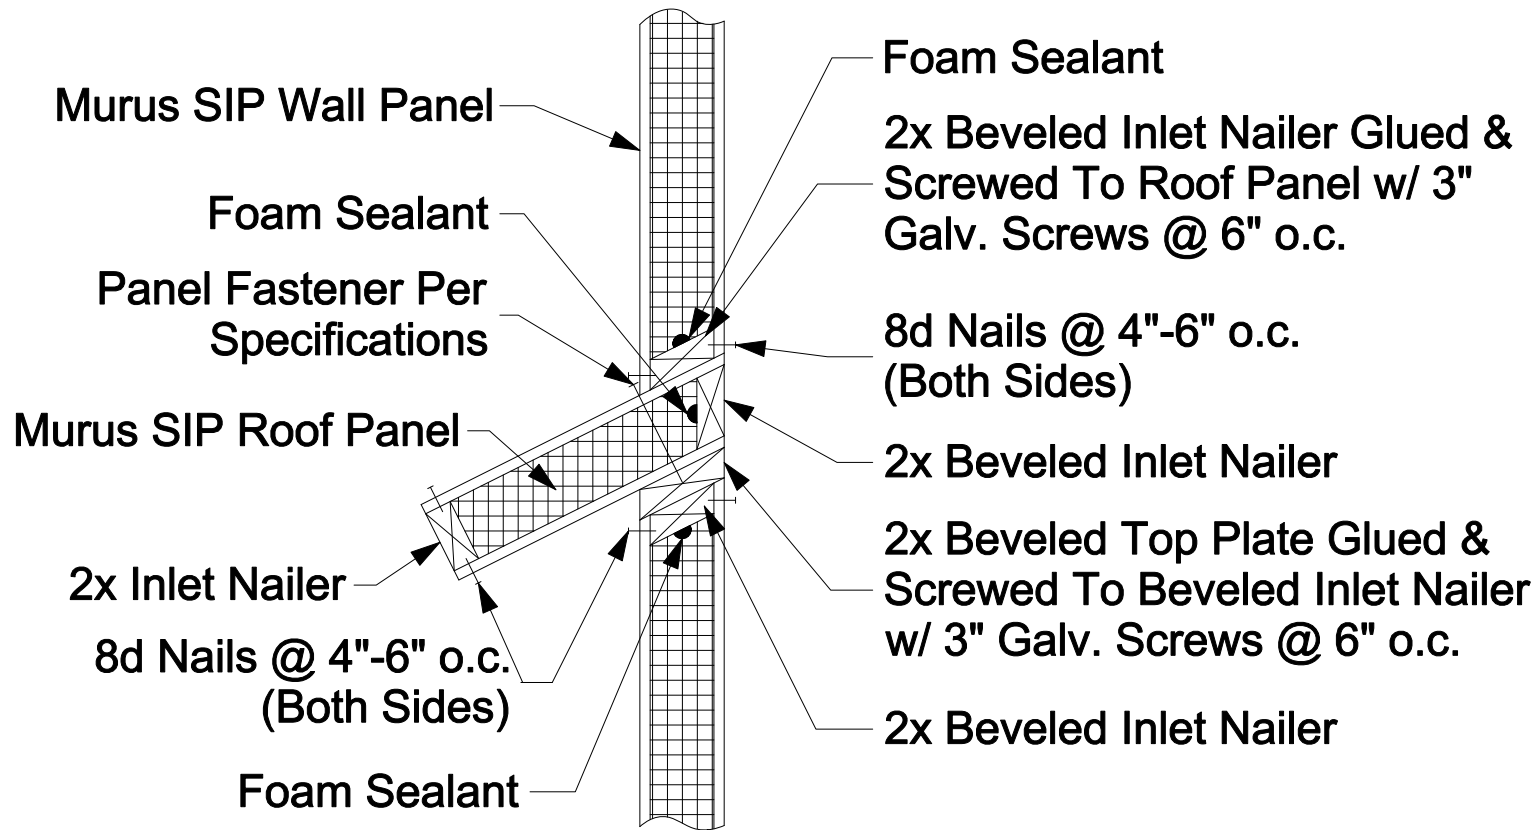 Murus SIP Wall Panel
Foam Sealant
Panel Fastener Per
Specifications
Murus SIP Roof Panel
2x Inlet Nailer
8d Nails @ 4"-6" o.c.
(Both Sides)
Foam Sealant
Foam Sealant
2x Beveled Inlet Nailer Glued &
Screwed To Roof Panel w/ 3"
Galv. Screws @ 6" o.c.
8d Nails @ 4"-6" o.c.
(Both Sides)
2x Beveled Inlet Nailer
2x Beveled Top Plate Glued &
Screwed To Beveled Inlet Nailer
w/ 3" Galv. Screws @ 6" o.c.
2x Beveled Inlet Nailer